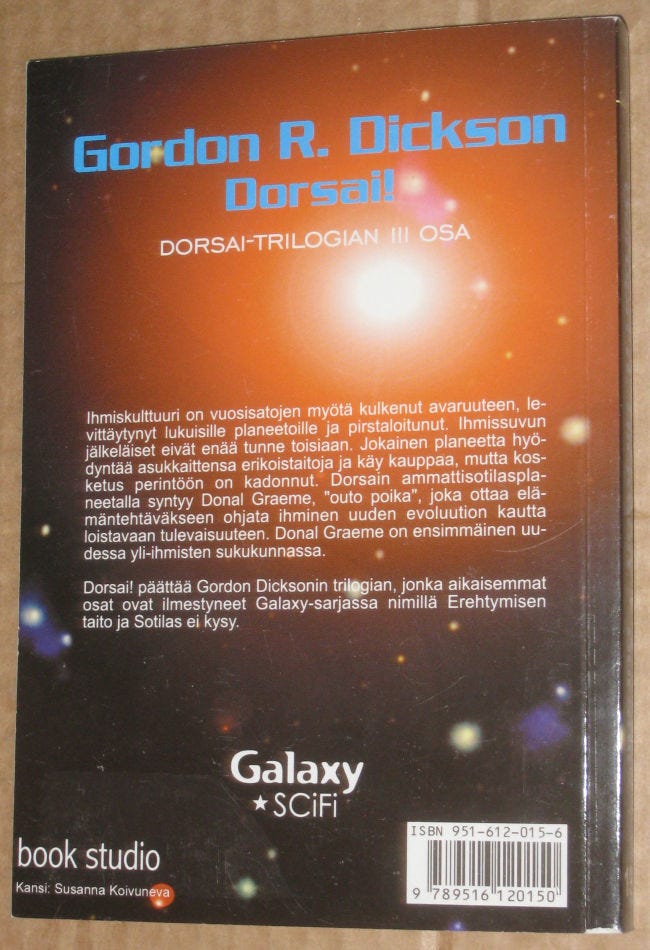 Gordon R. Dickson
Dorsai!
DORSAI-TRILOGIAN III OSA
Ihmiskulttuuri on vuosisatojen myötä kulkenut avaruuteen, le-
vittäytynyt lukuisille planeetoille ja pirstaloitunut. Ihmissuvun
jälkeläiset eivät enää tunne toisiaan. Jokainen planeetta hyö-
dyntää asukkaittensa erikoistaitoja ja käy kauppaa, mutta kos-
ketus perintöön on kadonnut. Dorsain ammattisotilaspla-
neetalla syntyy Donal Graeme, "outo poika", joka ottaa elä-
mäntehtäväkseen ohjata ihminen uuden evoluution kautta
loistavaan tulevaisuuteen. Donal Graeme on ensimmäinen uu-
dessa yli-ihmisten sukukunnassa.
Dorsai! päättää Gordon Dicksonin trilogian, jonka aikaisemmat
osat ovat ilmestyneet Galaxy-sarjassa nimillä Erehtymisen
taito ja Sotilas ei kysy.
Galaxy
★SCiFi
book studio
Kansi: Susanna Koivuneva
ISBN 951-612-015-6
9 789516 120150